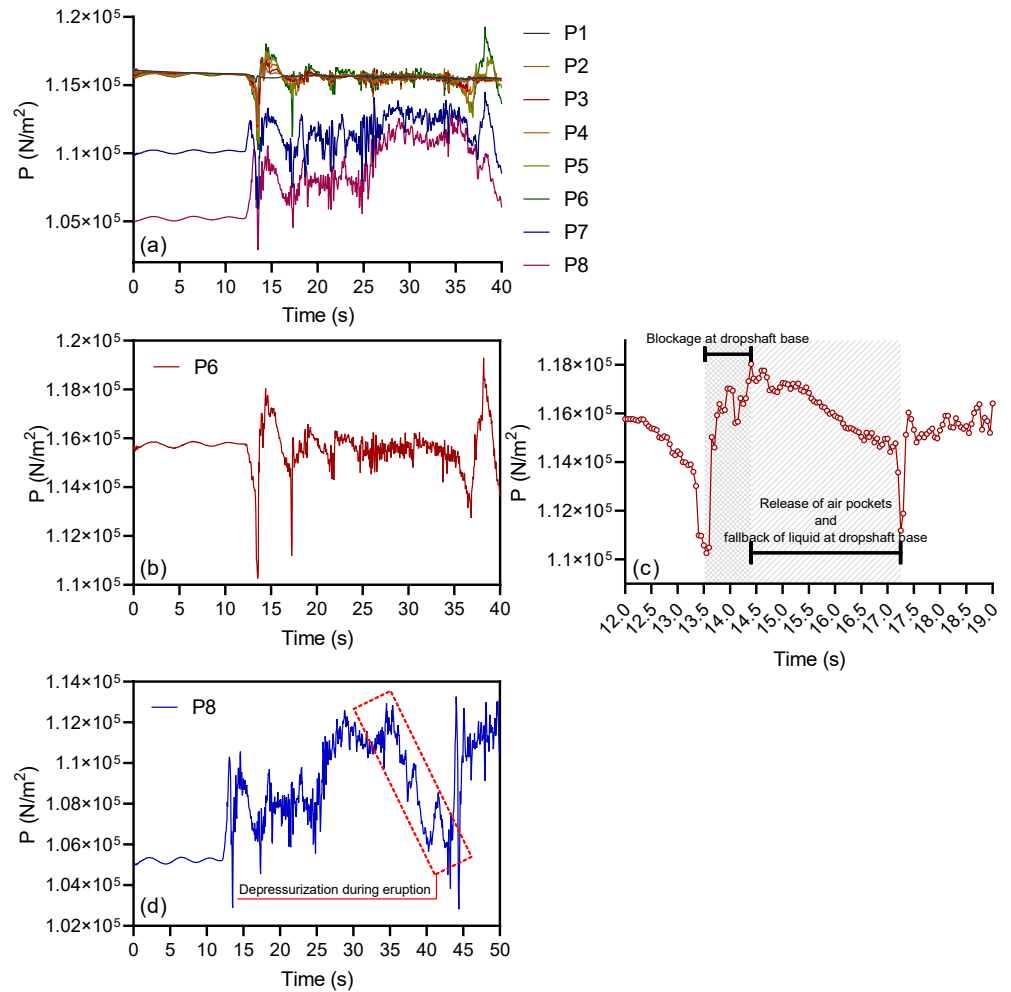 P (N/m²)
1.2×10⁵
1.15×10⁵
1.1×10⁵
1.05×10⁵
(a)
0 5 10 15 20 25 30 35 40
Time (s)
P1
P2
P3
P4
P5
P6
P7
P8
P (N/m²)
1.2×10⁵
1.18×10⁵
1.16×10⁵
1.14×10⁵
1.12×10⁵
1.1×10⁵
P6
(b)
0 5 10 15 20 25 30 35 40
Time (s)
P (N/m²)
1.18×10⁵
1.16×10⁵
1.14×10⁵
1.12×10⁵
1.1×10⁵
Blockage at dropshaft base
Release of air pockets
and
fallback of liquid at dropshaft base
(c)
12.0 12.5 13.0 13.5 14.0 14.5 15.0 15.5 16.0 16.5 17.0 17.5 18.0 18.5 19.0
Time (s)
P (N/m²)
1.14×10⁵
1.12×10⁵
1.1×10⁵
1.08×10⁵
1.06×10⁵
1.04×10⁵
1.02×10⁵
P8
Depressurization during eruption
(d)
0 5 10 15 20 25 30 35 40 45 50
Time (s)